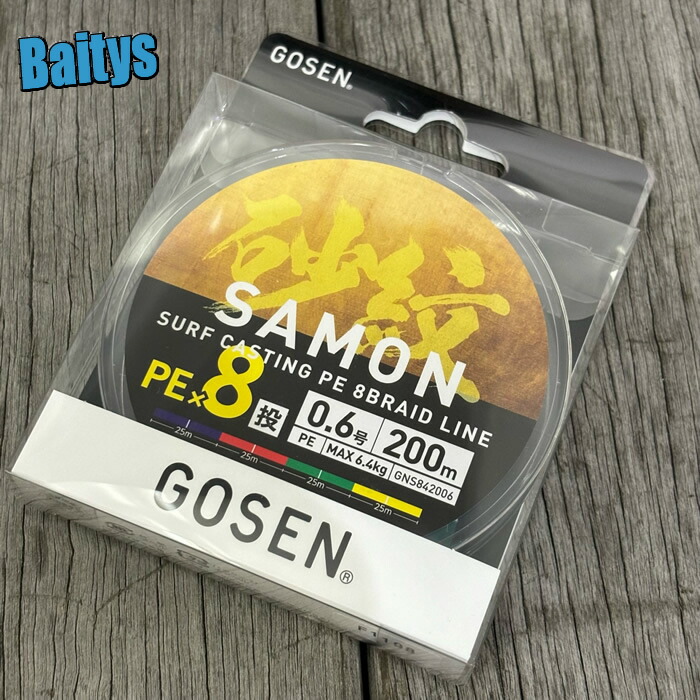 Baitys
GOSEN®
砂紋
SAMON
SURF CASTING PE 8BRAID LINE
PE×8
投
0.6号
200m
PE
MAX 6.4kg
GNS842006
25m
25m
25m
25m
GOSEN®
F1108